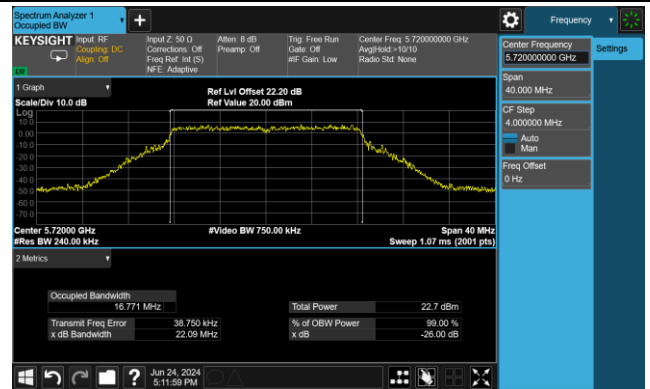 Spectrum Analyzer 1
Occupied BW
Frequency
KEYSIGHT
Input: RF
Coupling: DC
Align: Off
Input Z: 50 Ω
Corrections: Off
Freq Ref: Int (S)
NFE: Adaptive
Atten: 8 dB
Preamp: Off
Trig: Free Run
Gate: Off
#IF Gain: Low
Center Freq: 5.720000000 GHz
Avg|Hold:>10/10
Radio Std: None
Center Frequency
5.720000000 GHz
Settings
Span
40.000 MHz
CF Step
4.000000 MHz
Auto
Man
Freq Offset
0 Hz
1 Graph
Scale/Div 10.0 dB
Ref Lvl Offset 22.20 dB
Ref Value 20.00 dBm
Log
10.0
0.00
-10.0
-20.0
-30.0
-40.0
-50.0
-60.0
-70.0
Center 5.72000 GHz
#Res BW 240.00 kHz
#Video BW 750.00 kHz
Span 40 MHz
Sweep 1.07 ms (2001 pts)
2 Metrics
Occupied Bandwidth
16.771 MHz
Total Power 22.7 dBm
Transmit Freq Error 38.750 kHz % of OBW Power 99.00 %
x dB Bandwidth 22.09 MHz x dB -26.00 dB
Jun 24, 2024
5:11:59 PM